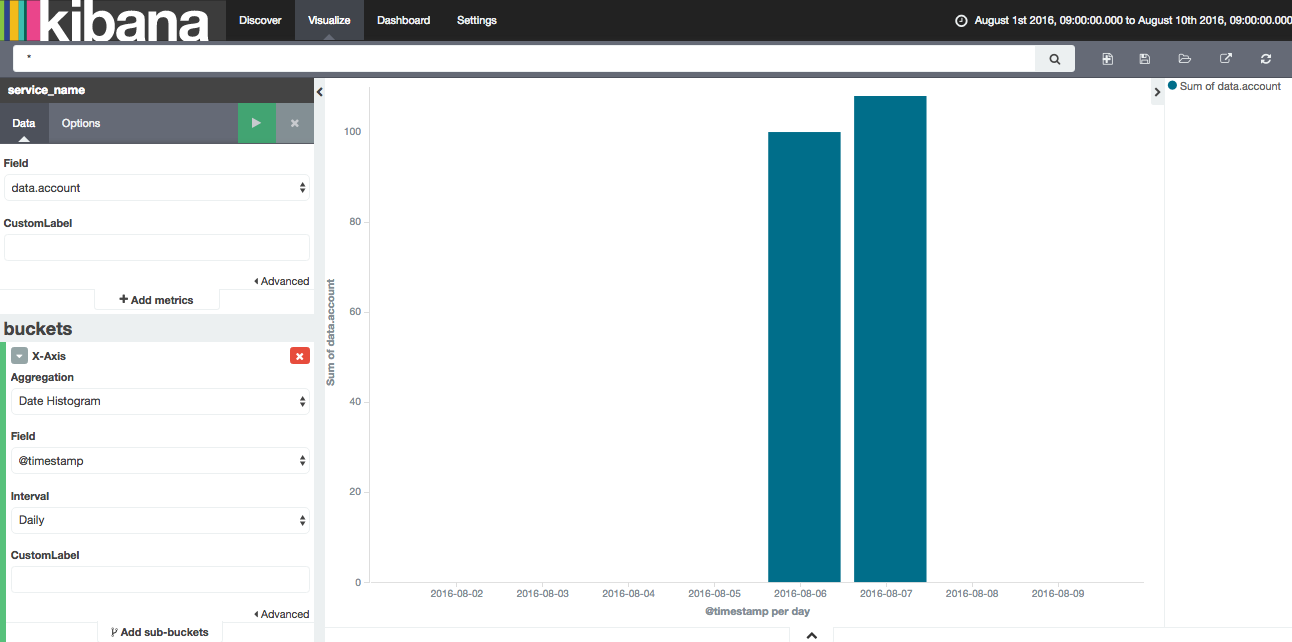 kibana
Discover
Visualize
Dashboard
Settings
August 1st 2016, 09:00:00.000 to August 10th 2016, 09:00:00.000
*
service_name
Data
Options
Field
data.account
CustomLabel
Advanced
Add metrics
buckets
X-Axis
Aggregation
Date Histogram
Field
@timestamp
Interval
Daily
CustomLabel
Advanced
Add sub-buckets
Sum of data.account
100
80
60
40
20
0
2016-08-02
2016-08-03
2016-08-04
2016-08-05
2016-08-06
2016-08-07
2016-08-08
2016-08-09
@timestamp per day
Sum of data.account